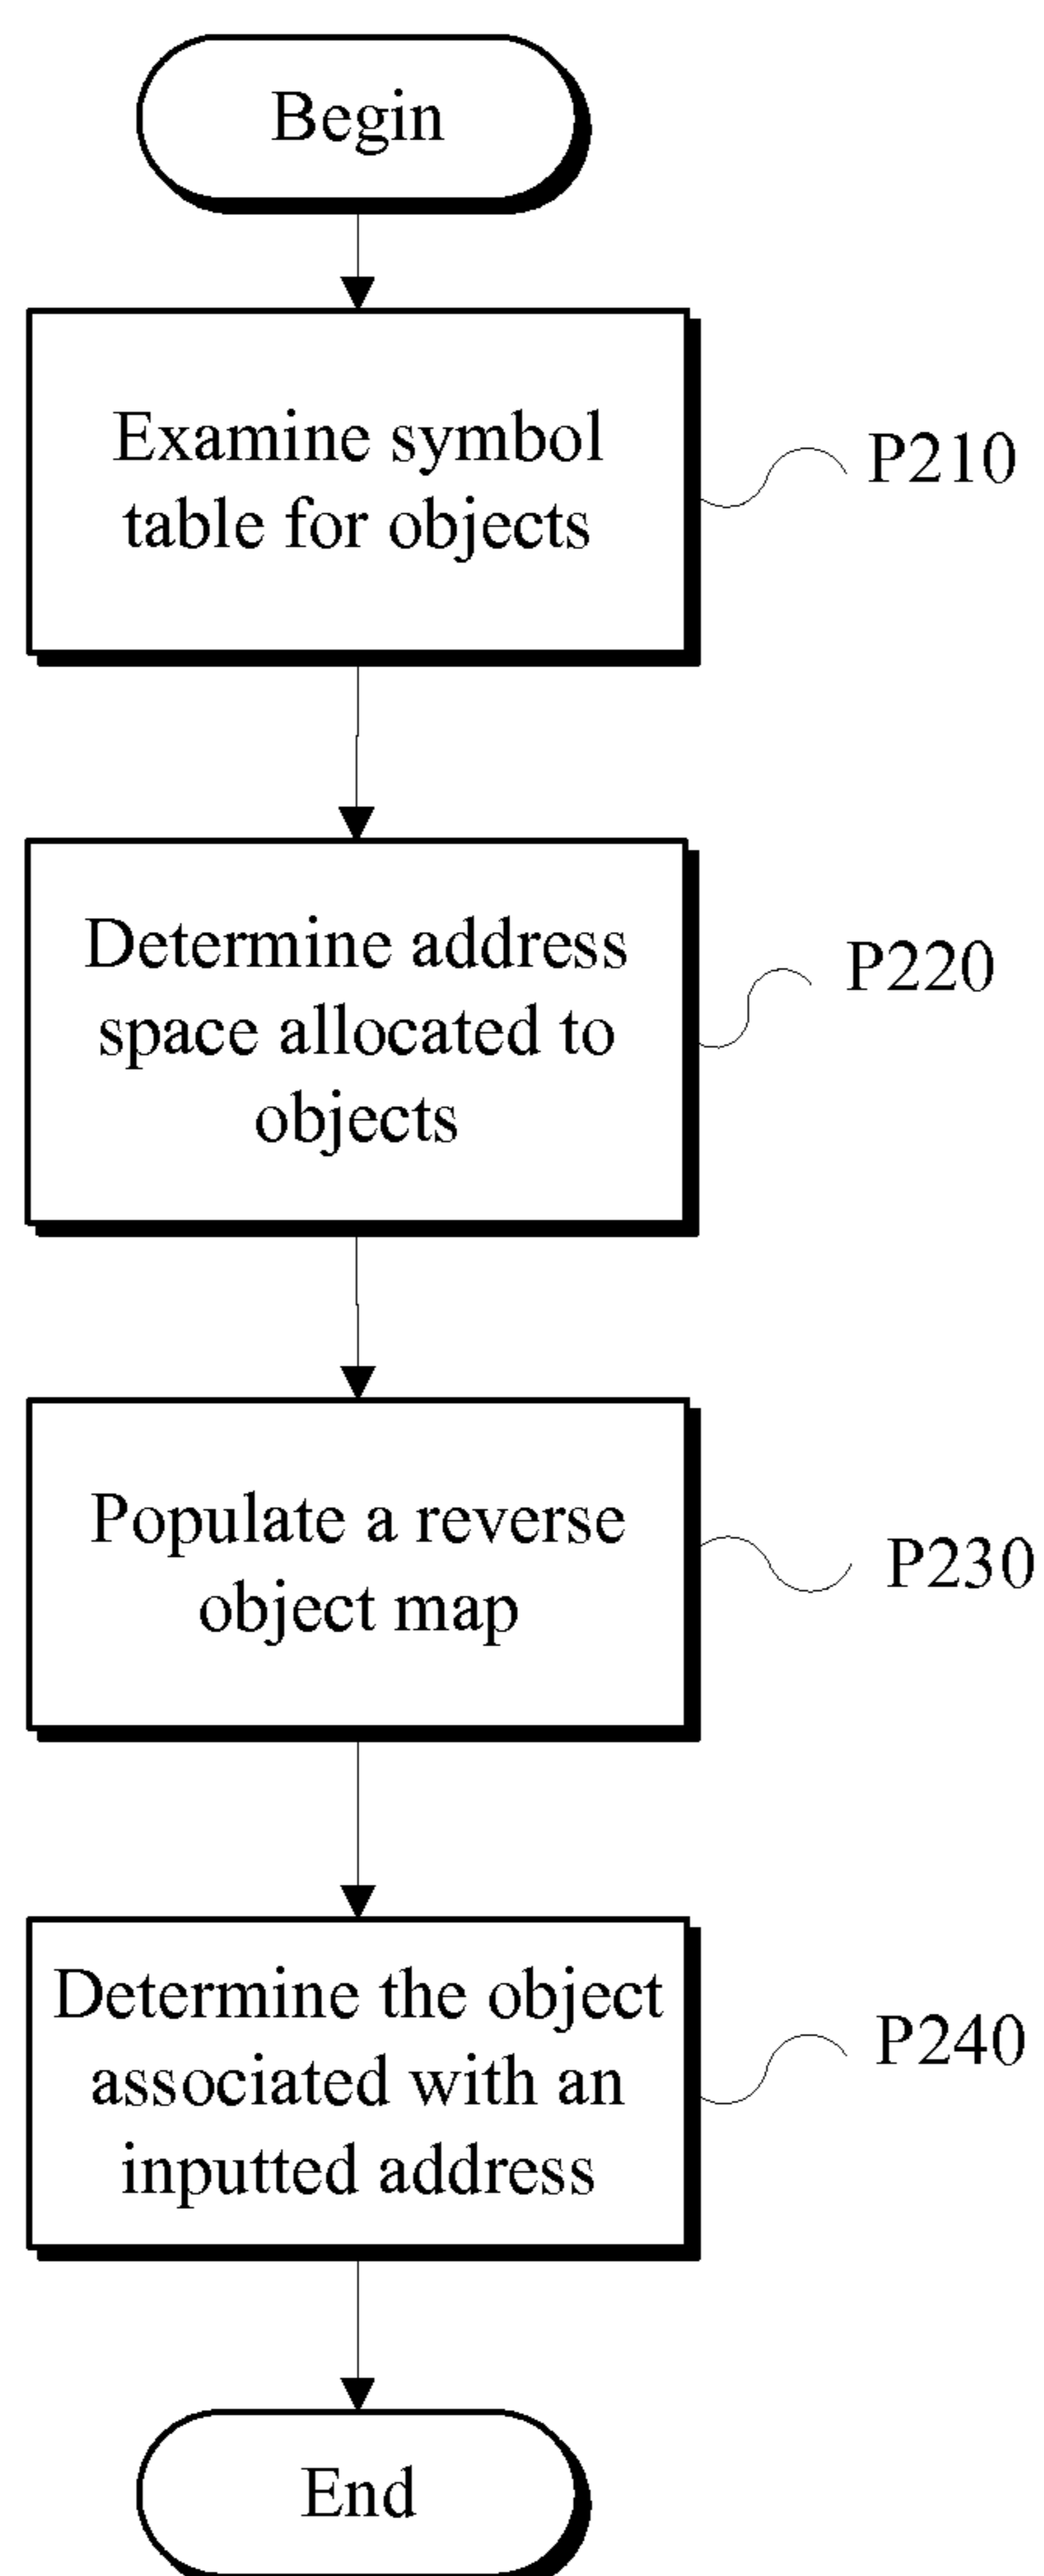 Begin
Examine symbol
table for objects
P210
Determine address
space allocated to
objects
P220
Populate a reverse
object map
P230
Determine the object
associated with an
inputted address
P240
End